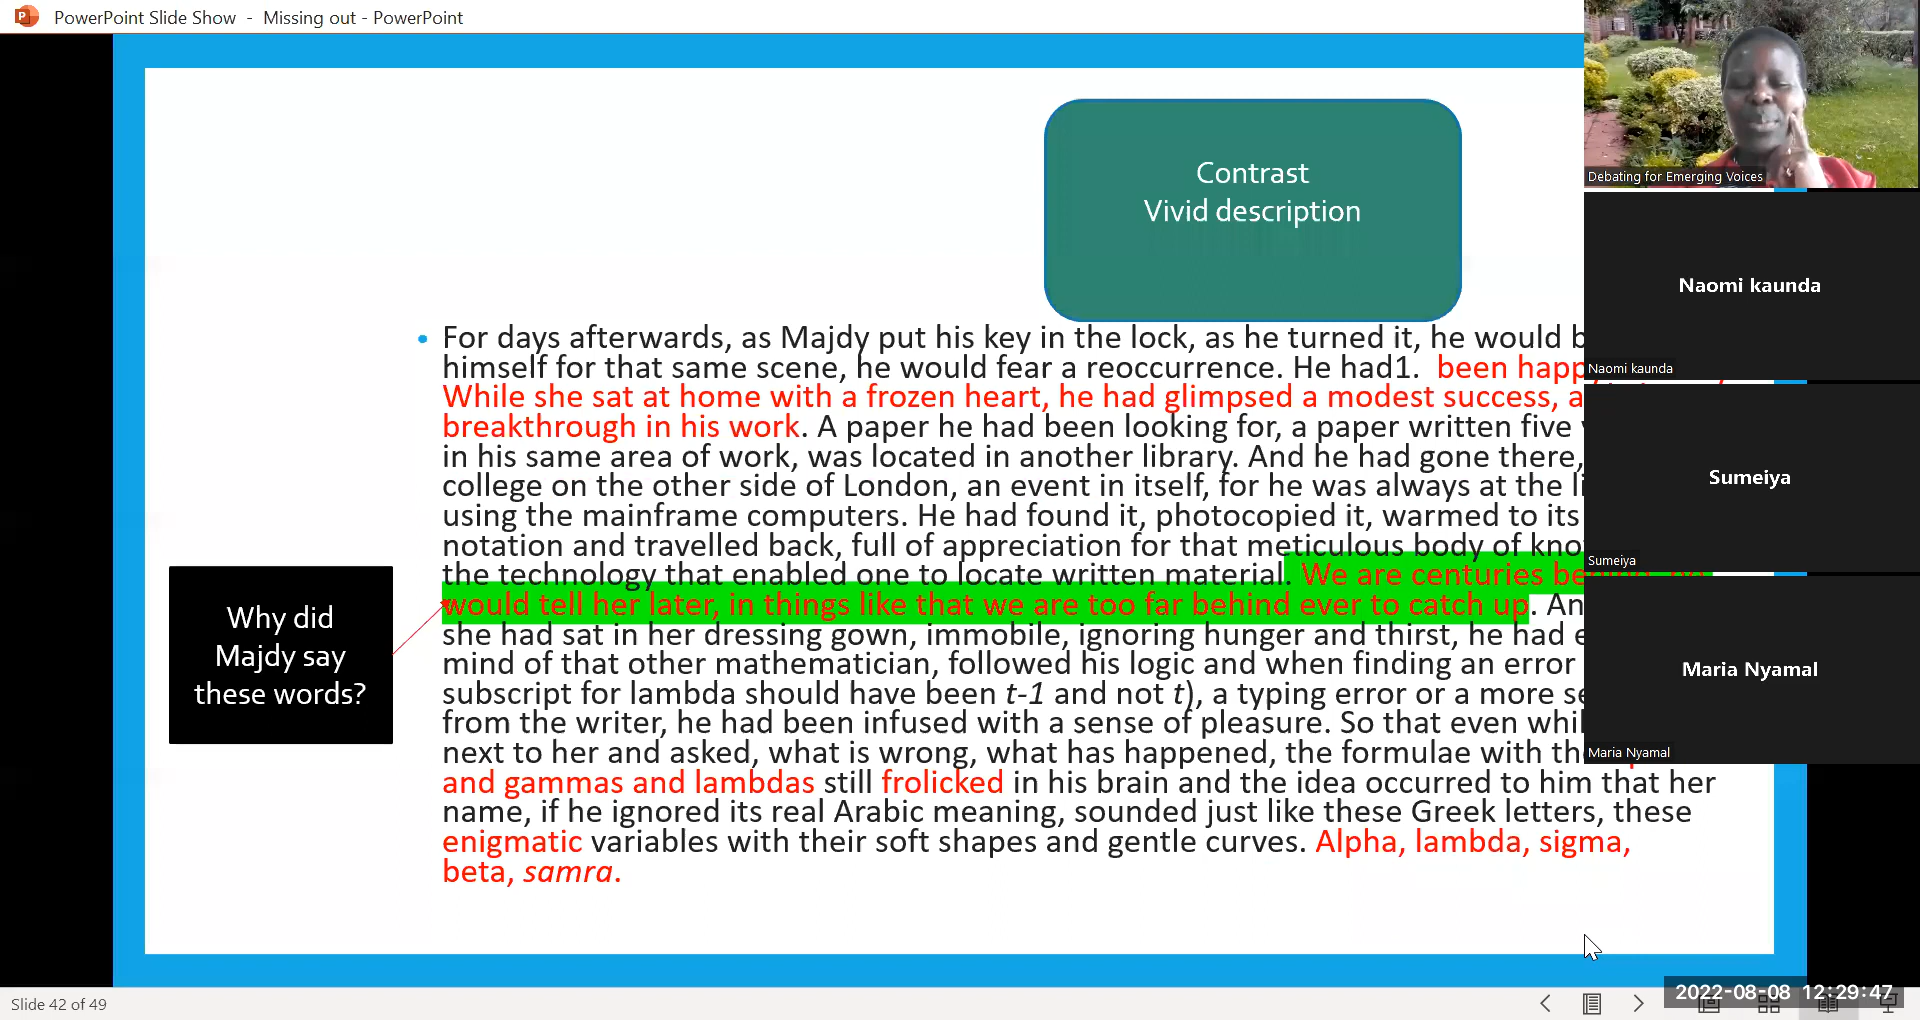 PowerPoint Slide Show - Missing out - PowerPoint
Contrast
Vivid description
Debating for Emerging Voices
Naomi kaunda
Naomi kaunda
Sumeiya
Sumeiya
Maria Nyamal
Maria Nyamal
• For days afterwards, as Majdy put his key in the lock, as he turned it, he would
himself for that same scene, he would fear a reoccurrence. He had1. been
While she sat at home with a frozen heart, he had glimpsed a modest success, a
breakthrough in his work. A paper he had been looking for, a paper written five
in his same area of work, was located in another library. And he had gone there,
college on the other side of London, an event in itself, for he was always at the
using the mainframe computers. He had found it, photocopied it, warmed to its
notation and travelled back, full of appreciation for that meticulous body of
the technology that enabled one to locate written material. We are centuries
would tell her later, in things like that we are too far behind ever to catch up.
she had sat in her dressing gown, immobile, ignoring hunger and thirst, he had
mind of that other mathematician, followed his logic and when finding an error
subscript for lambda should have been t-1 and not t), a typing error or a more
from the writer, he had been infused with a sense of pleasure. So that even
next to her and asked, what is wrong, what has happened, the formulae with
and gammas and lambdas still frolicked in his brain and the idea occurred to him that her
name, if he ignored its real Arabic meaning, sounded just like these Greek letters, these
enigmatic variables with their soft shapes and gentle curves. Alpha, lambda, sigma,
beta, samra.
Why did
Majdy say
these words?
Slide 42 of 49
2022-08-08 12:29:47